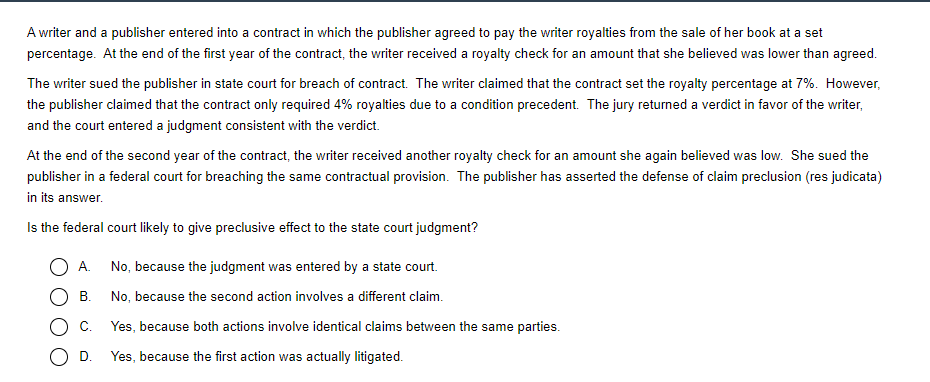 A writer and a publisher entered into a contract in which the publisher agreed to pay the writer royalties from the sale of her book at a set
percentage. At the end of the first year of the contract, the writer received a royalty check for an amount that she believed was lower than agreed.
The writer sued the publisher in state court for breach of contract. The writer claimed that the contract set the royalty percentage at 7%. However,
the publisher claimed that the contract only required 4% royalties due to a condition precedent. The jury returned a verdict in favor of the writer,
and the court entered a judgment consistent with the verdict.
At the end of the second year of the contract, the writer received another royalty check for an amount she again believed was low. She sued the
publisher in a federal court for breaching the same contractual provision. The publisher has asserted the defense of claim preclusion (res judicata)
in its answer.
Is the federal court likely to give preclusive effect to the state court judgment?
A. No, because the judgment was entered by a state court.
B. No, because the second action involves a different claim.
C. Yes, because both actions involve identical claims between the same parties.
D. Yes, because the first action was actually litigated.